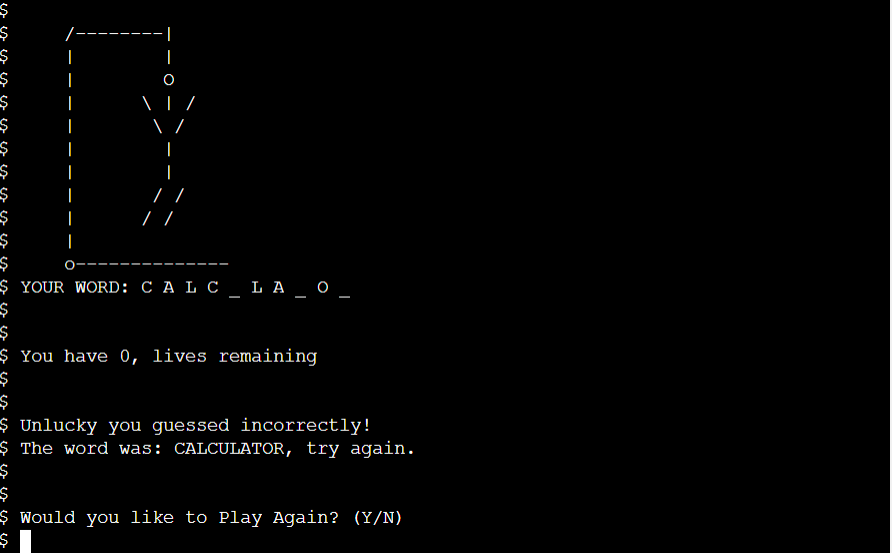 $
$     /--------|
$     |        |
$     |        O
$     |      \ | /
$     |       \ /
$     |        |
$     |        |
$     |       / /
$     |      / /
$     |
$     o--------------
$ YOUR WORD: C A L C _ L A _ O _
$
$
$ You have 0, lives remaining
$
$
$ Unlucky you guessed incorrectly!
$ The word was: CALCULATOR, try again.
$
$
$ Would you like to Play Again? (Y/N)
$